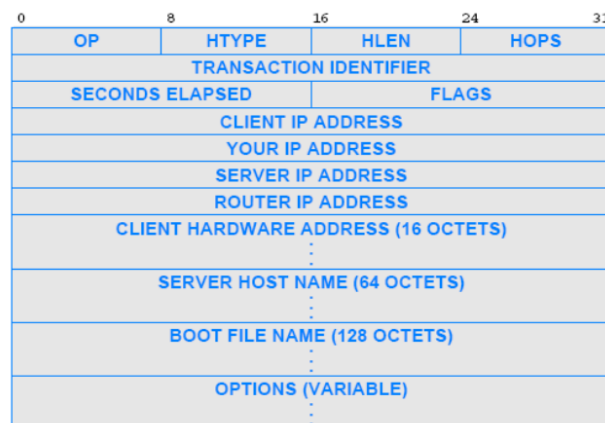 0 8 16 24 31
OP HTYPE HLEN HOPS
TRANSACTION IDENTIFIER
SECONDS ELAPSED FLAGS
CLIENT IP ADDRESS
YOUR IP ADDRESS
SERVER IP ADDRESS
ROUTER IP ADDRESS
CLIENT HARDWARE ADDRESS (16 OCTETS)
SERVER HOST NAME (64 OCTETS)
BOOT FILE NAME (128 OCTETS)
OPTIONS (VARIABLE)